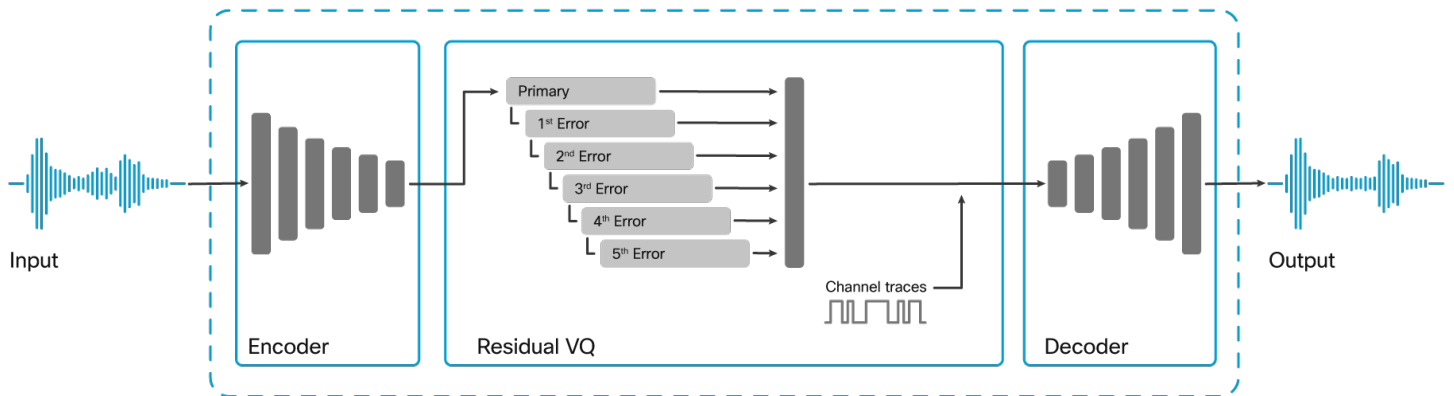 Input
Encoder
Primary
1st Error
2nd Error
3rd Error
4th Error
5th Error
Channel traces
Residual VQ
Decoder
Output